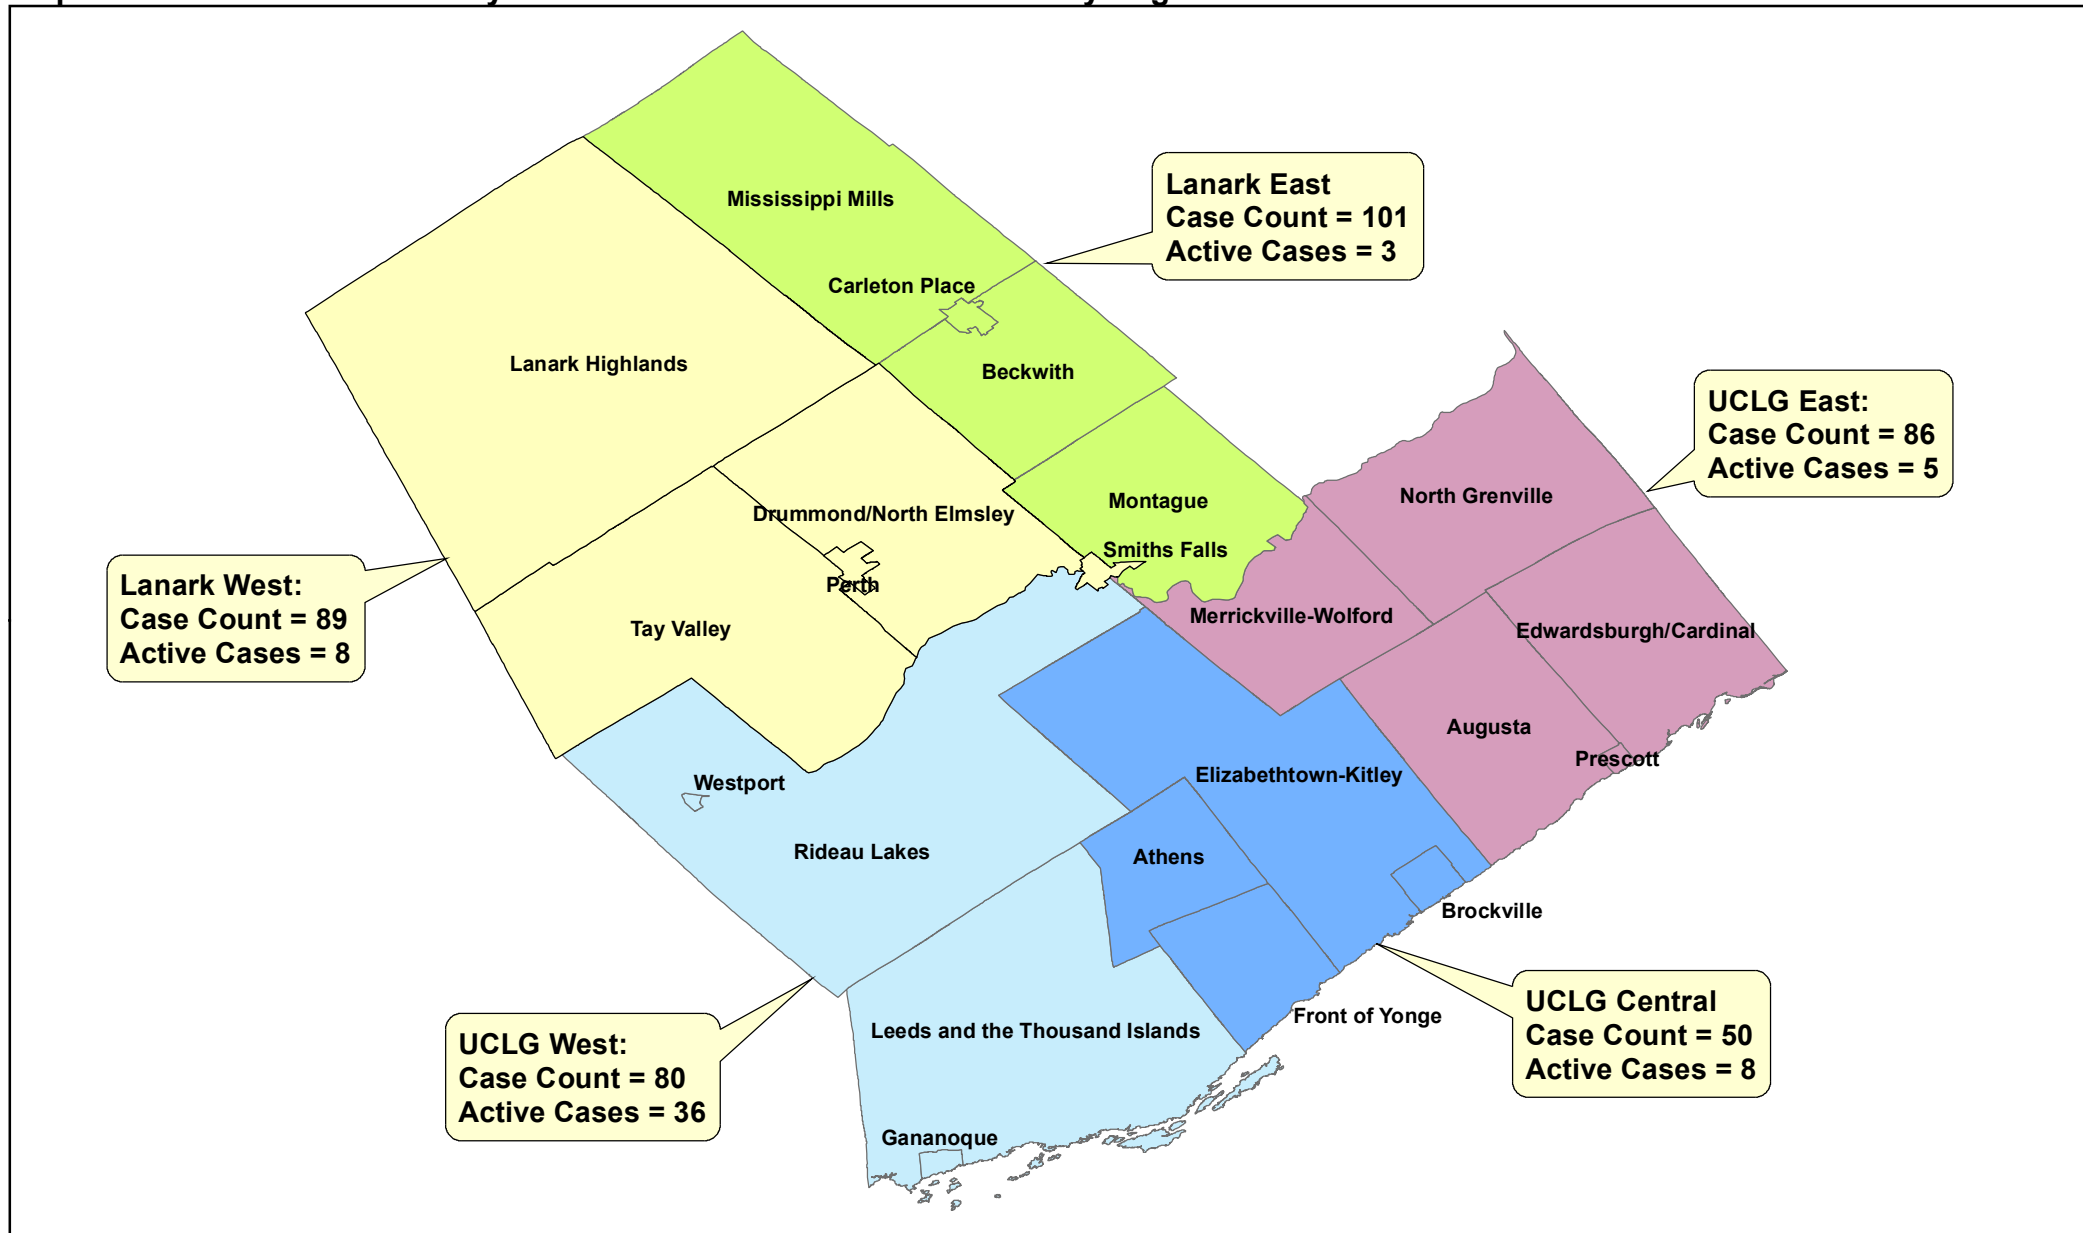 Mississippi Mills
Lanark East
Case Count = 101
Active Cases = 3
Carleton Place
Lanark Highlands
Beckwith
UCLG East:
Case Count = 86
Active Cases = 5
Montague
North Grenville
Drummond/North Elmsley
Smiths Falls
Perth
Lanark West:
Case Count = 89
Active Cases = 8
Tay Valley
Merrickville-Wolford
Edwardsburgh/Cardinal
Augusta
Prescott
Westport
Elizabethtown-Kitley
Rideau Lakes
Athens
Brockville
Front of Yonge
UCLG Central
Case Count = 50
Active Cases = 8
Leeds and the Thousand Islands
UCLG West:
Case Count = 80
Active Cases = 36
Gananoque